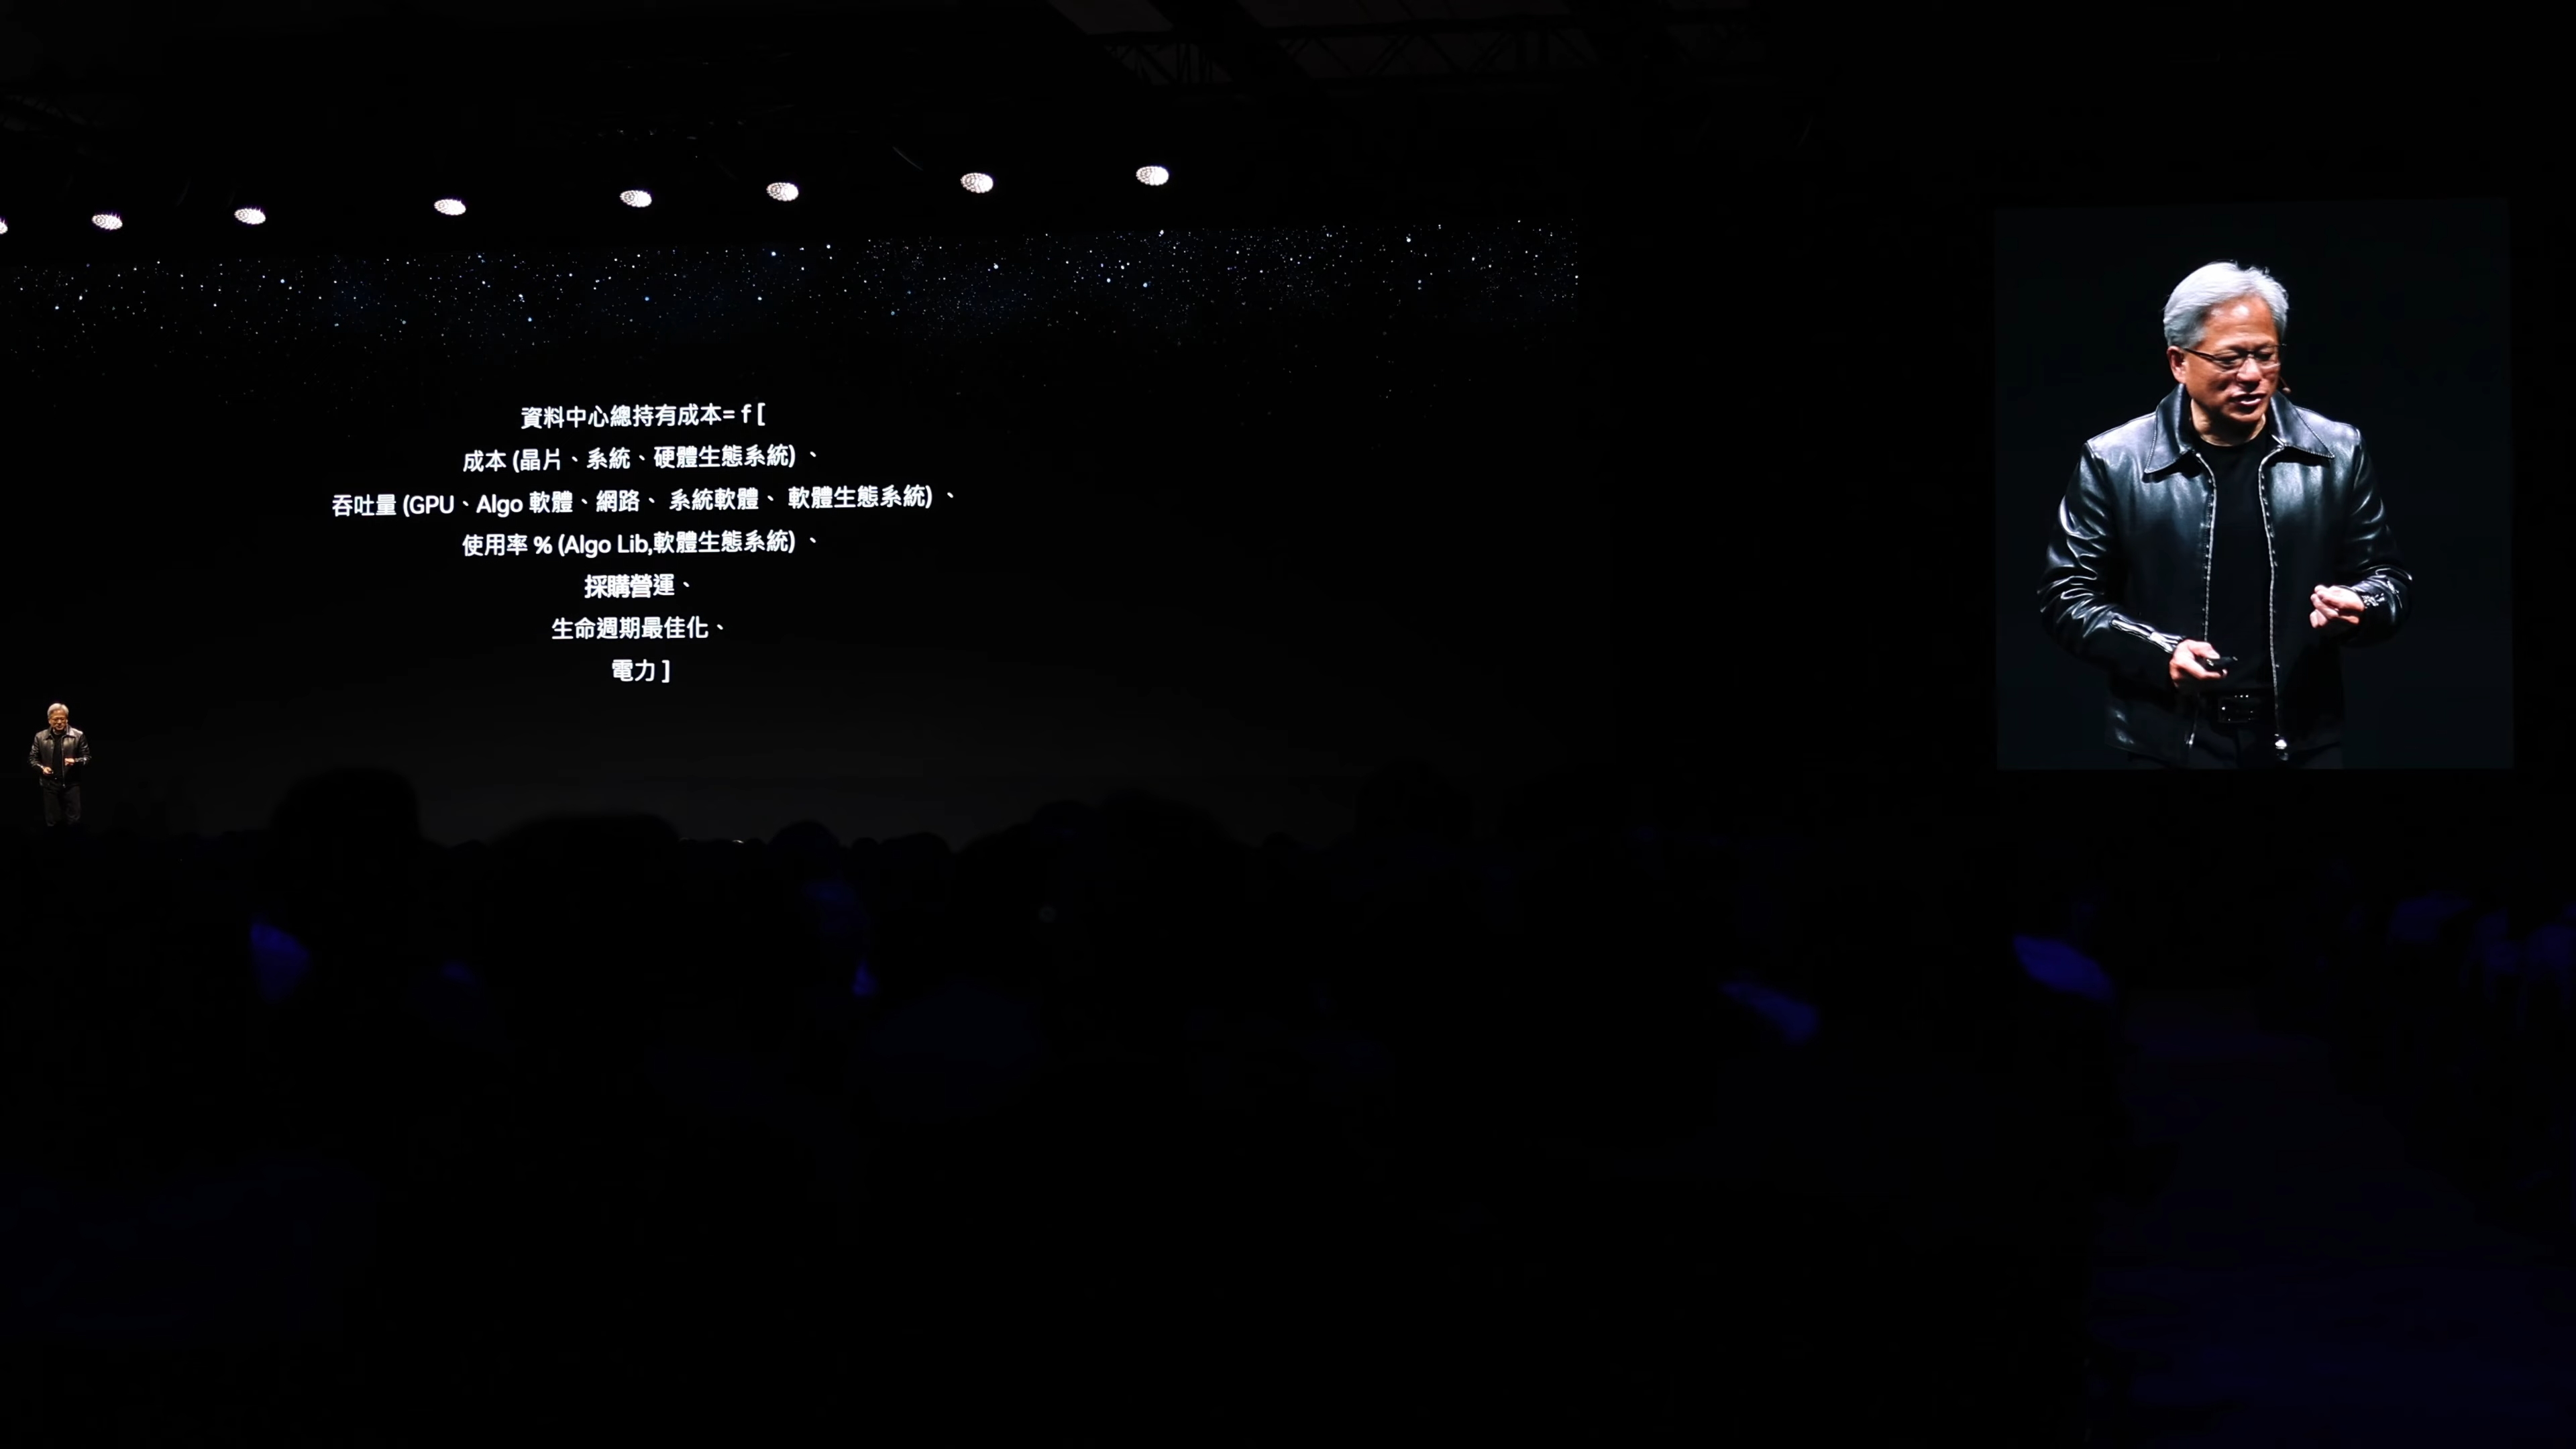 資料中心總持有成本= f [
成本 (晶片、系統、硬體生態系統) 、
吞吐量 (GPU、Algo 軟體、網路、 系統軟體、 軟體生態系統) 、
使用率 % (Algo Lib,軟體生態系統) 、
採購營運、
生命週期最佳化、
電力 ]